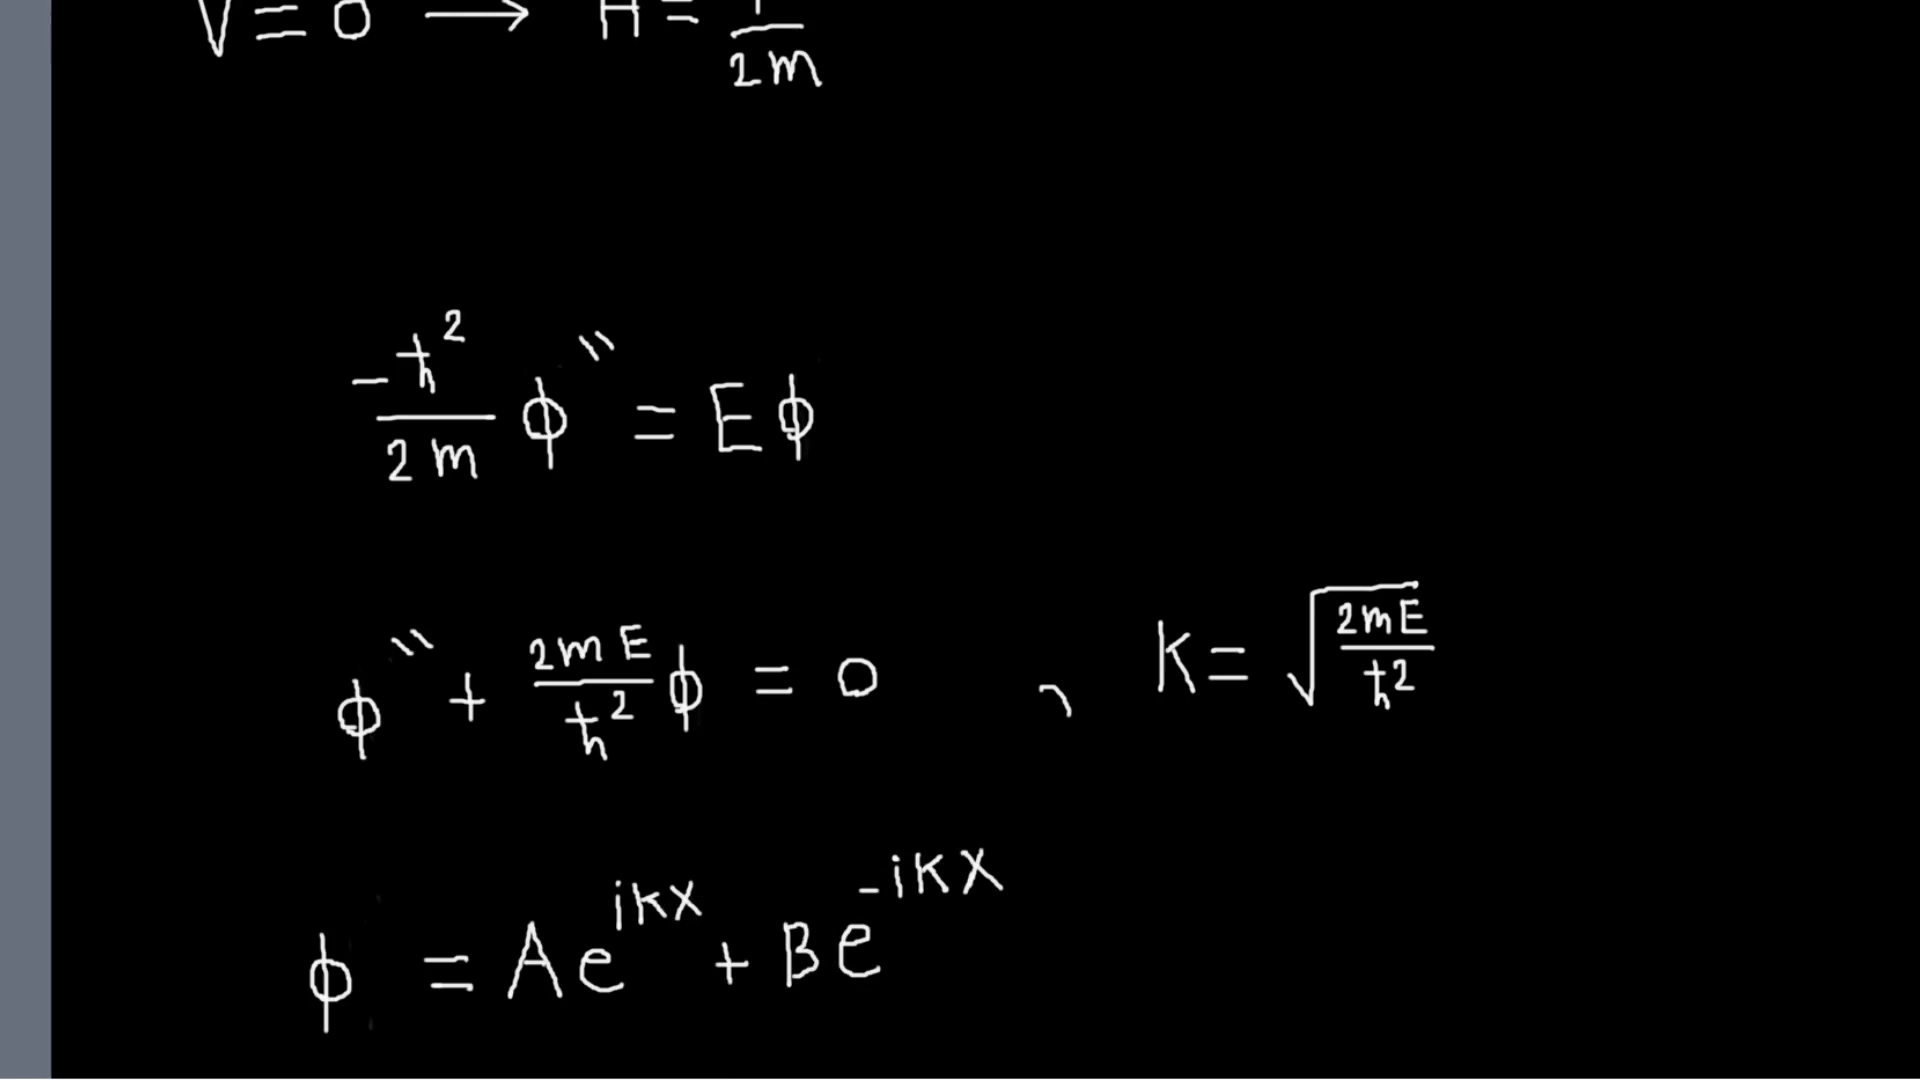 V = 0 → H = / 2m
-ħ² / 2m ϕ'' = Eϕ
ϕ'' + 2mE / ħ² ϕ = 0 , K = √(2mE / ħ²)
ϕ = Ae^{ikx} + Be^{-ikx}